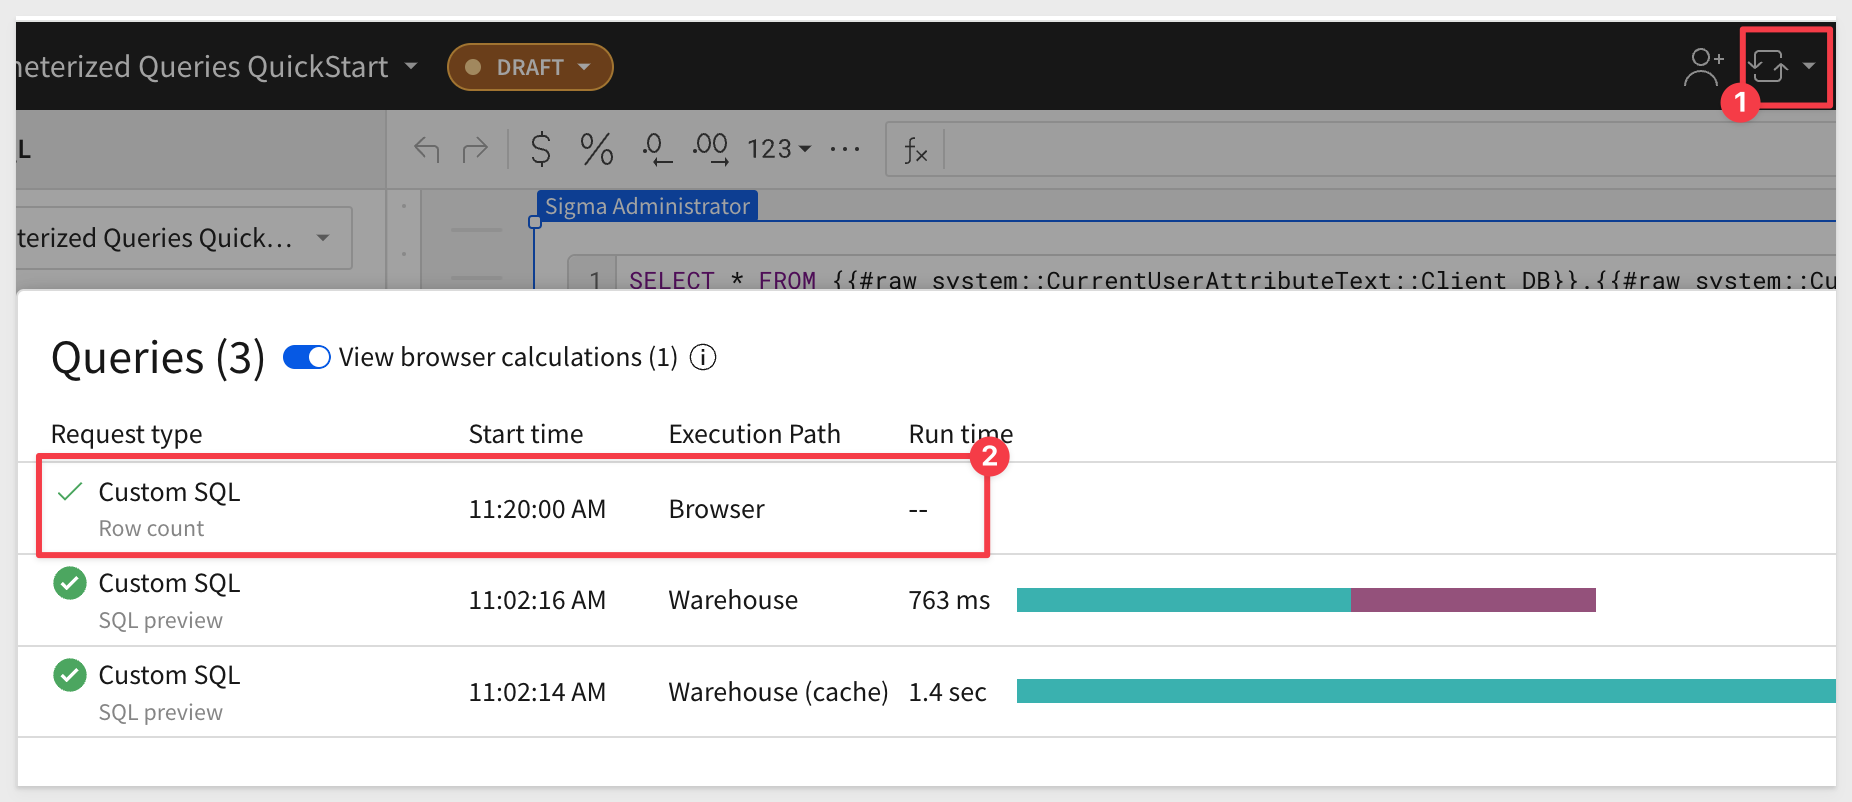 neterized Queries QuickStart
DRAFT
1
L
$ % .0 .00 123 ... fx
Sigma Administrator
terized Queries Quick...
1 SELECT * FROM {{#raw system::CurrentUserAttributeText::Client_DB}}.{{#raw system::Cu
Queries (3) View browser calculations (1)
Request type Start time Execution Path Run time
2
Custom SQL 11:20:00 AM Browser --
Row count
Custom SQL 11:02:16 AM Warehouse 763 ms
SQL preview
Custom SQL 11:02:14 AM Warehouse (cache) 1.4 sec
SQL preview